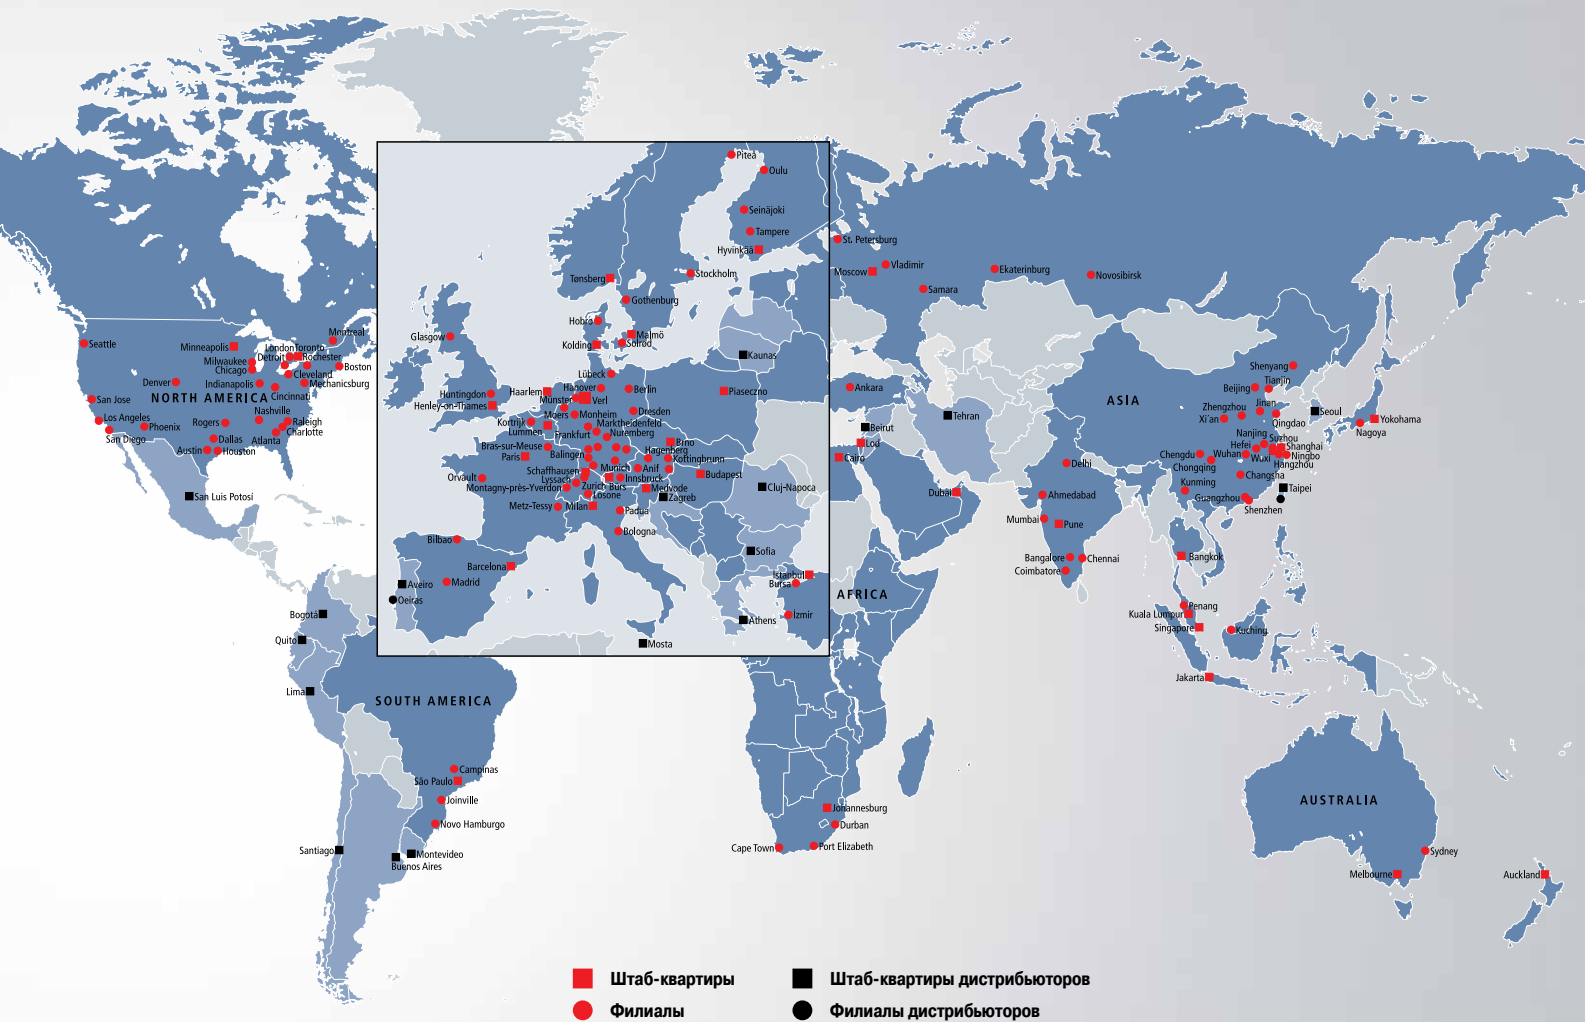 Piteå
Oulu
Seinäjoki
Tampere
Hyvinkää
Tønsberg
Stockholm
Gothenburg
Hobro
Malmö
Kolding
Solrød
Glasgow
Kaunas
Lübeck
Huntingdon
Haarlem
Hanover
Berlin
Piaseczno
Henley-on-Thames
Münster
Verl
Dresden
Moers
Monheim
Kortrijk
Marktheidenfeld
Lummen
Frankfurt
Nuremberg
Brno
Bras-sur-Meuse
Hagenberg
Paris
Balingen
Kottingbrunn
Schaffhausen
Munich
Anif
Budapest
Orvault
Lyssach
Innsbruck
Montagny-près-Yverdon
Zurich
Bürs
Medvode
Cluj-Napoca
Losone
Zagreb
Metz-Tessy
Milan
Padua
Bologna
Bilbao
Sofia
Barcelona
Istanbul
Aveiro
Madrid
Bursa
Oeiras
İzmir
Athens
Mosta
Seattle
Minneapolis
Montreal
London
Toronto
Milwaukee
Detroit
Rochester
Chicago
Boston
Cleveland
Denver
Indianapolis
Mechanicsburg
NORTH AMERICA
Cincinnati
San Jose
Los Angeles
Nashville
Phoenix
Rogers
Raleigh
San Diego
Dallas
Atlanta
Charlotte
Austin
Houston
San Luis Potosí
Bogotá
Quito
Lima
SOUTH AMERICA
Campinas
São Paulo
Joinville
Novo Hamburgo
Santiago
Montevideo
Buenos Aires
St. Petersburg
Vladimir
Moscow
Ekaterinburg
Novosibirsk
Samara
Ankara
Tehran
Beirut
Lod
Cairo
Dubai
AFRICA
Johannesburg
Durban
Cape Town
Port Elizabeth
ASIA
Shenyang
Beijing
Tianjin
Zhengzhou
Jinan
Seoul
Xi'an
Qingdao
Yokohama
Nagoya
Nanjing
Suzhou
Hefei
Shanghai
Chengdu
Wuhan
Wuxi
Ningbo
Chongqing
Hangzhou
Delhi
Changsha
Kunming
Taipei
Ahmedabad
Guangzhou
Shenzhen
Mumbai
Pune
Bangalore
Chennai
Bangkok
Coimbatore
Penang
Kuala Lumpur
Singapore
Kuching
Jakarta
AUSTRALIA
Sydney
Melbourne
Auckland
Штаб-квартиры
Штаб-квартиры дистрибьюторов
Филиалы
Филиалы дистрибьюторов